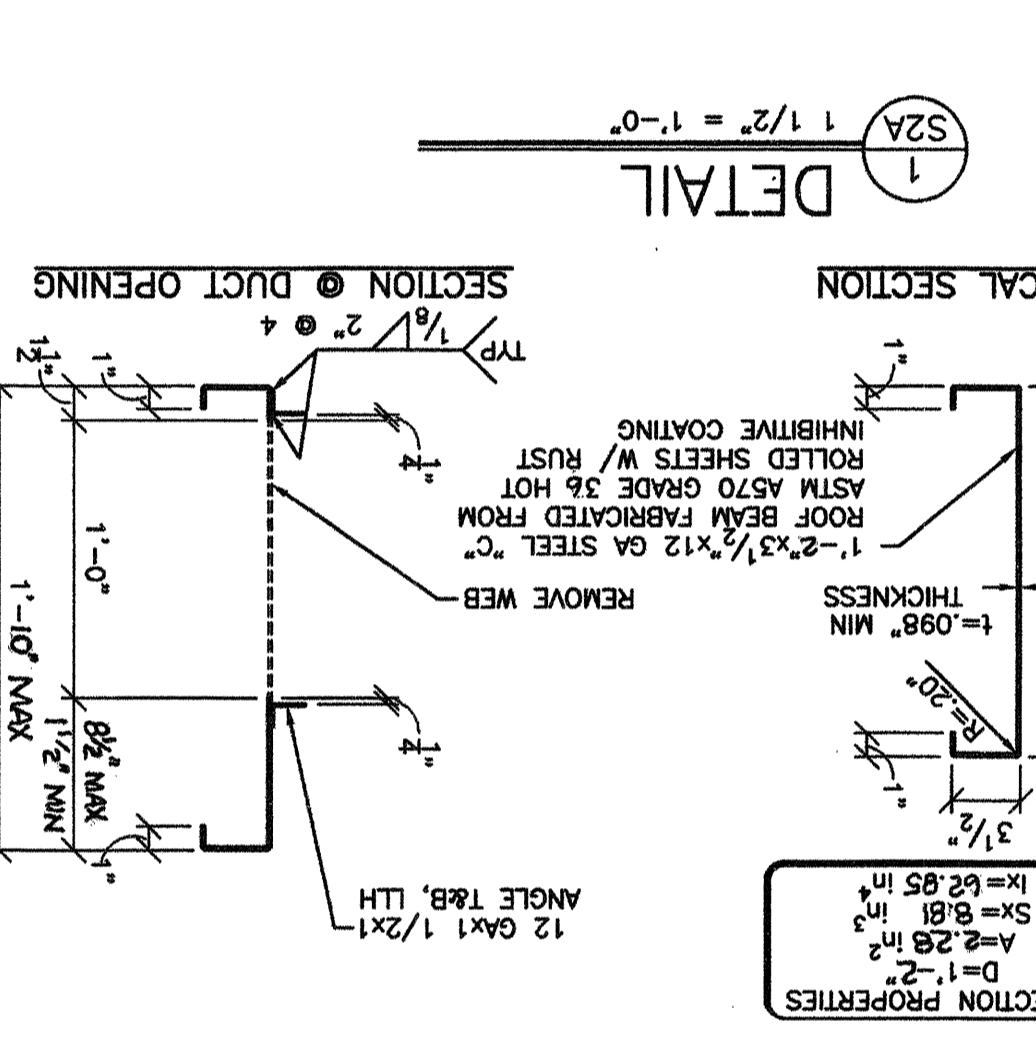 ECTION PROPERTIES
D=1'-2"
A=2.28 in²
Sx=8.81 in³
Ix=62.85 in⁴
3 1/2"
1"
R=.20"
t=.098" MIN
THICKNESS
1'-2"x3 1/2"x12 GA STEEL "C"
ROOF BEAM FABRICATED FROM
ASTM A570 GRADE 36 HOT
ROLLED SHEETS W/ RUST
INHIBITIVE COATING
1"
CAL SECTION
12 GAx1 1/2x1
ANGLE T&B, LLH
1"
8 1/2" MAX
1 1/2" MIN
1/4"
REMOVE WEB
1'-0"
1'-10" MAX
1/4"
1"
1 1/2"
TYP
1/8
2" @ 4
SECTION @ DUCT OPENING
1
S2A
DETAIL
1 1/2" = 1'-0"